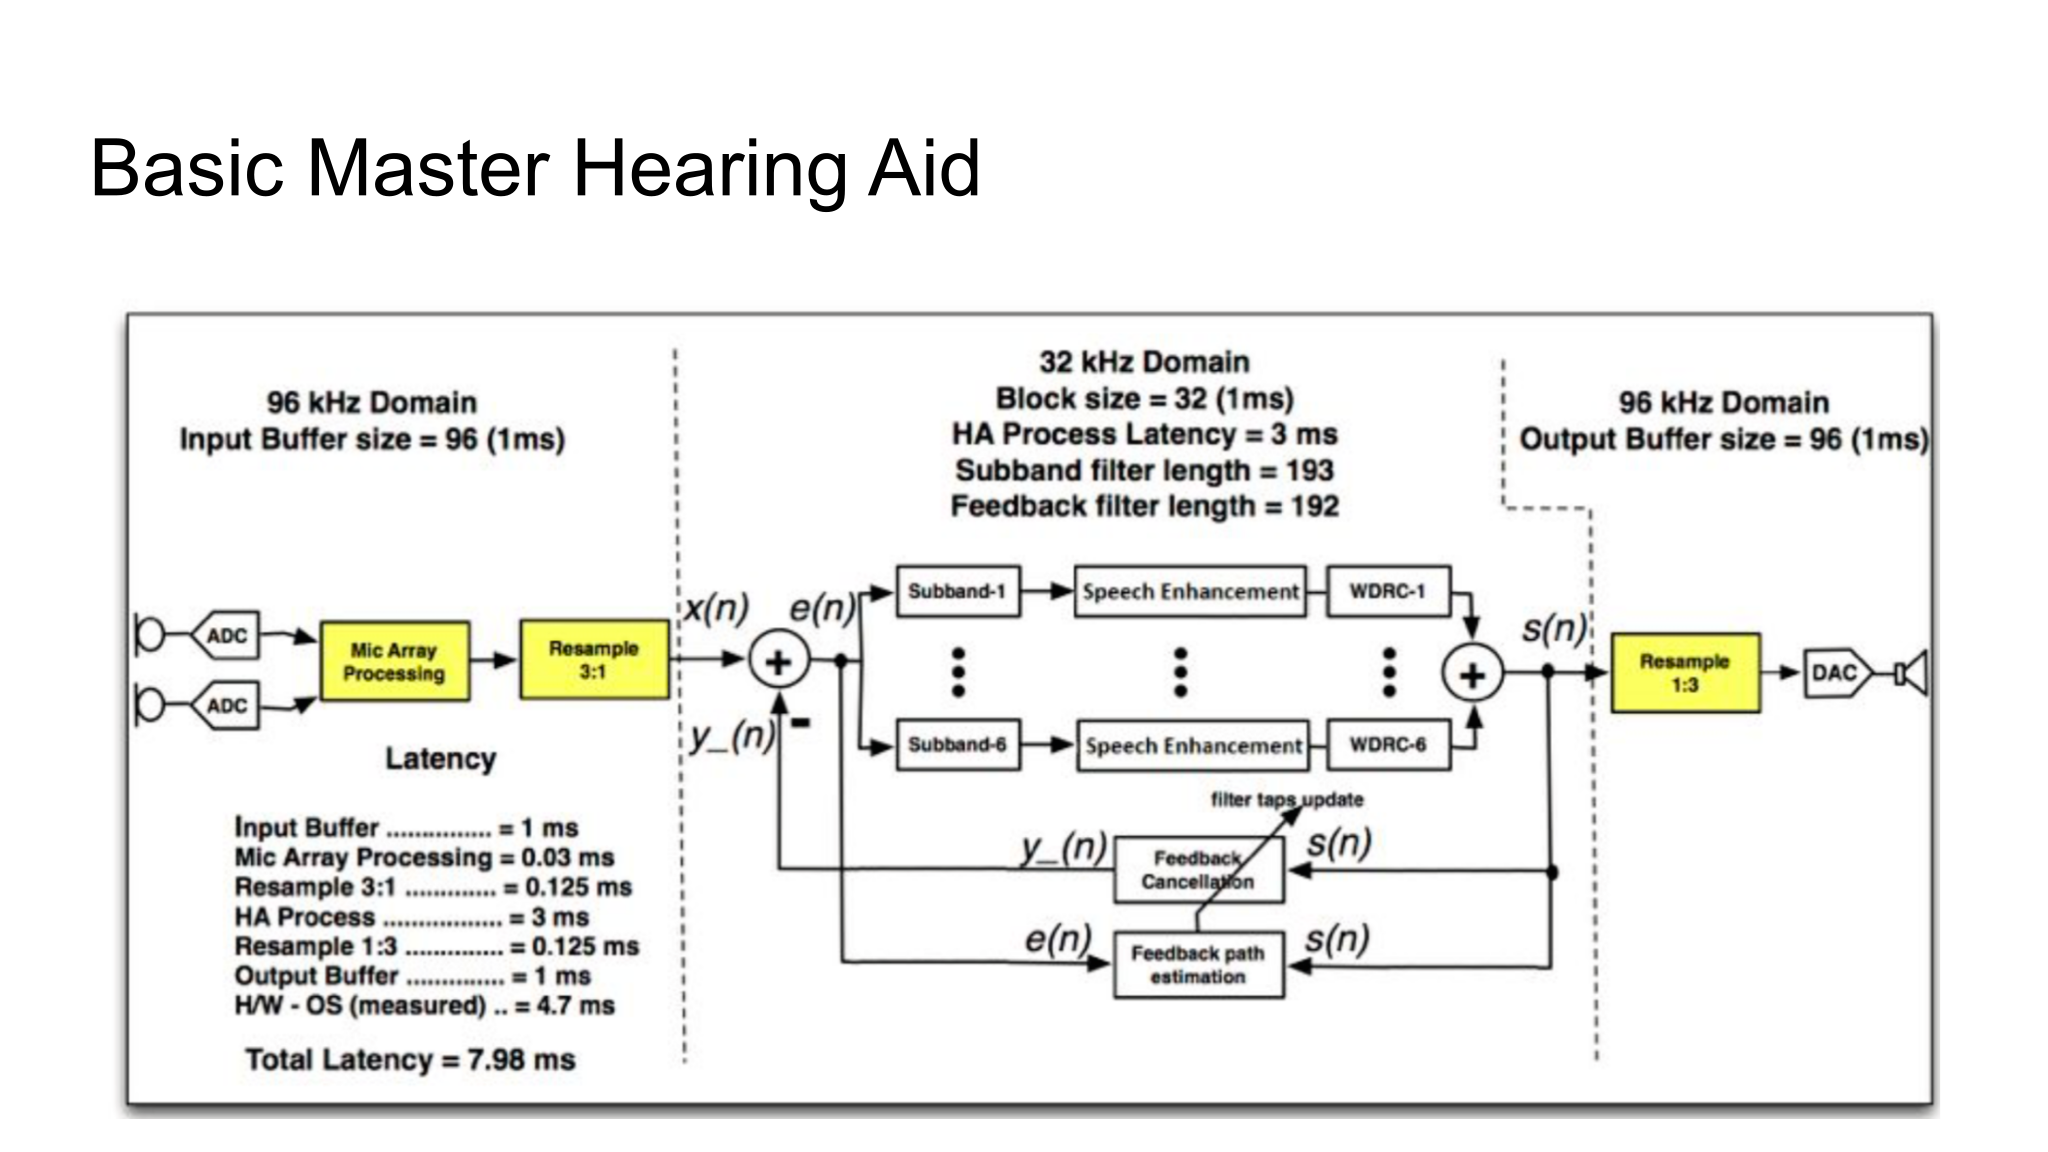 Basic Master Hearing Aid
96 kHz Domain
Input Buffer size = 96 (1ms)
32 kHz Domain
Block size = 32 (1ms)
HA Process Latency = 3 ms
Subband filter length = 193
Feedback filter length = 192
96 kHz Domain
Output Buffer size = 96 (1ms)
ADC
ADC
Mic Array
Processing
Resample
3:1
x(n)
e(n)
y_(n)
-
+
Subband-1
Speech Enhancement
WDRC-1
Subband-6
Speech Enhancement
WDRC-6
+
s(n)
Resample
1:3
DAC
filter taps update
y_(n)
Feedback
Cancellation
s(n)
e(n)
Feedback path
estimation
s(n)
Latency
Input Buffer ............... = 1 ms
Mic Array Processing = 0.03 ms
Resample 3:1 ............. = 0.125 ms
HA Process .................. = 3 ms
Resample 1:3 .............. = 0.125 ms
Output Buffer .............. = 1 ms
H/W - OS (measured) .. = 4.7 ms
Total Latency = 7.98 ms